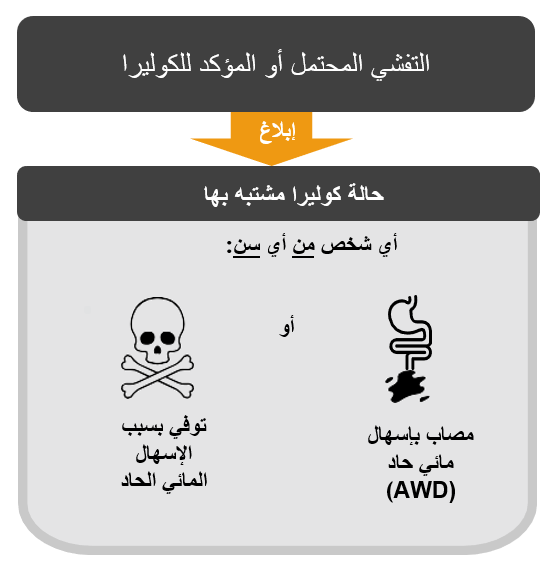 التفشي المحتمل أو المؤكد للكوليرا
إبلاغ
حالة كوليرا مشتبه بها
أي شخص من أي سن:
مصاب بإسهال
مائي حاد
(AWD)
أو
توفي بسبب
الإسهال
المائي الحاد